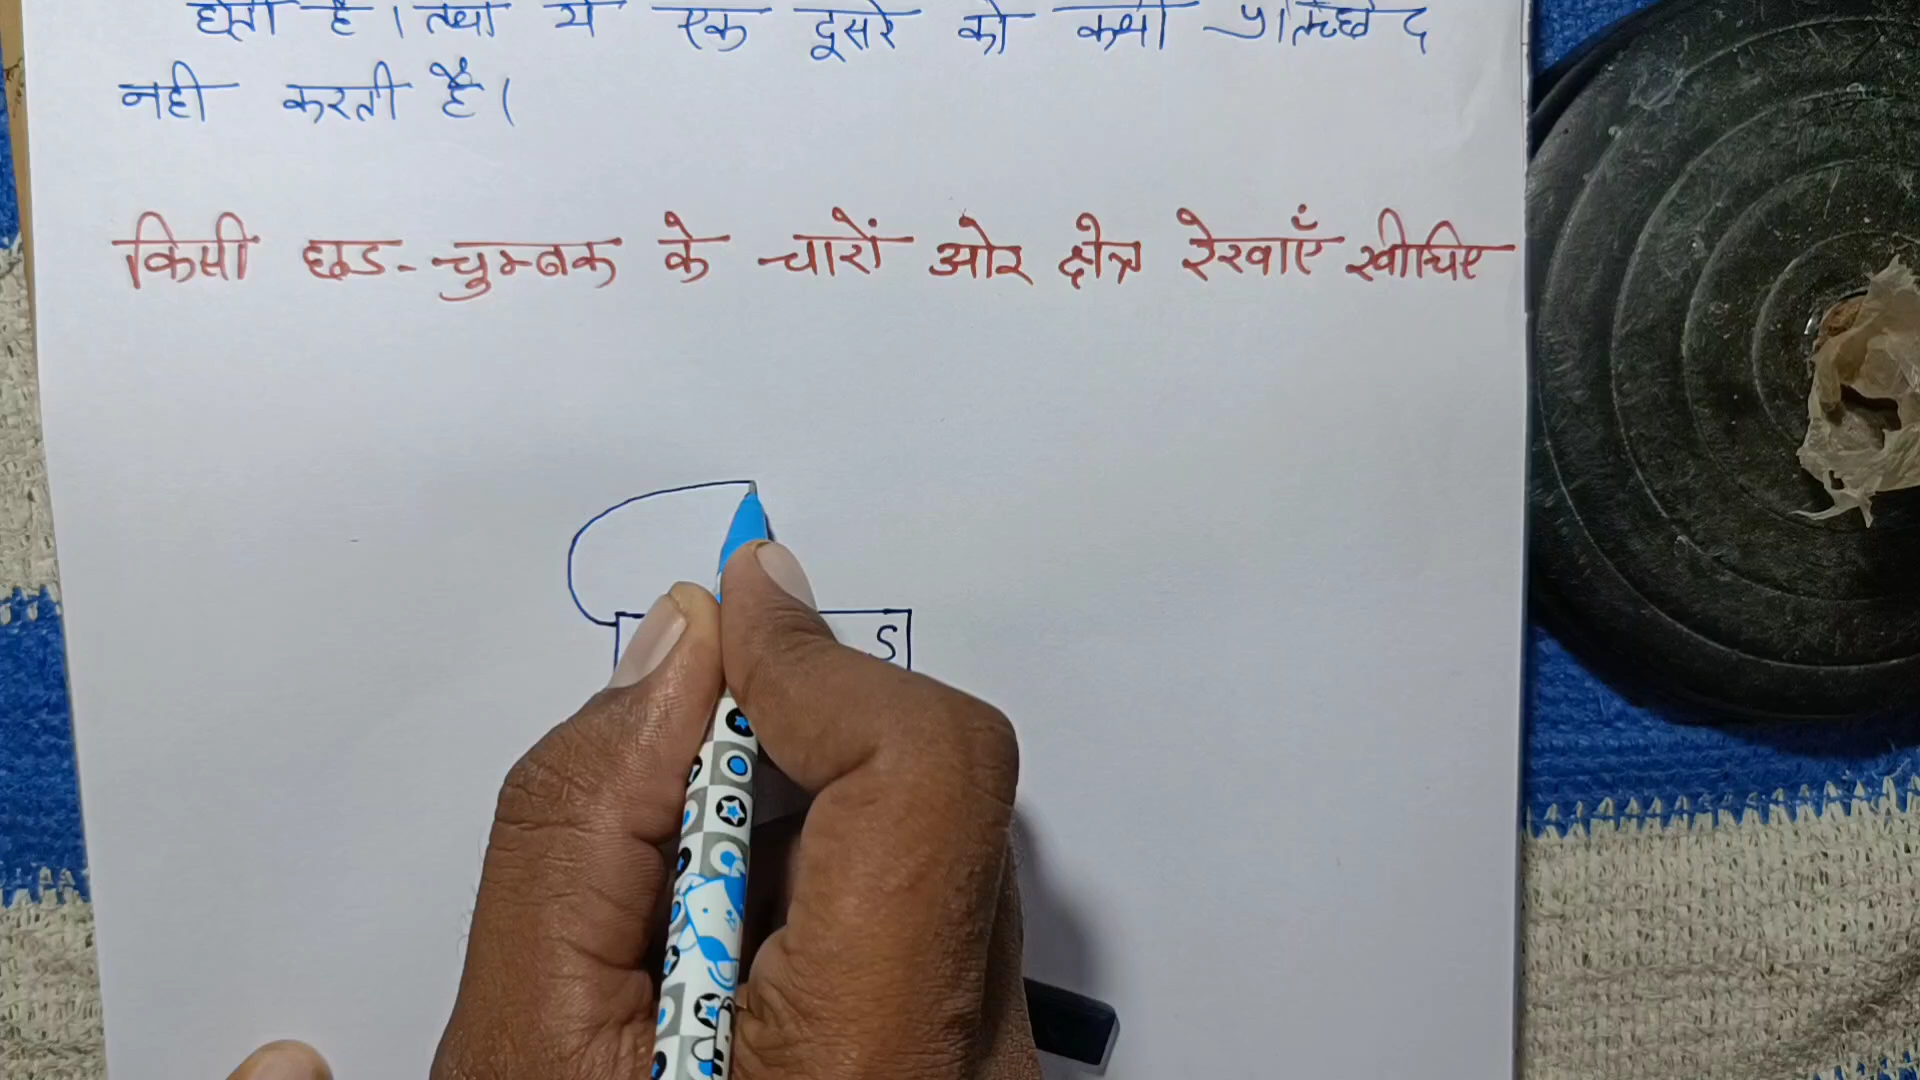 होती है। तथा ये एक दूसरे को कभी प्रतिच्छेद
नही करती है।
किसी छड-चुम्बक के चारों ओर क्षेत्र रेखाएँ खीचिए
S